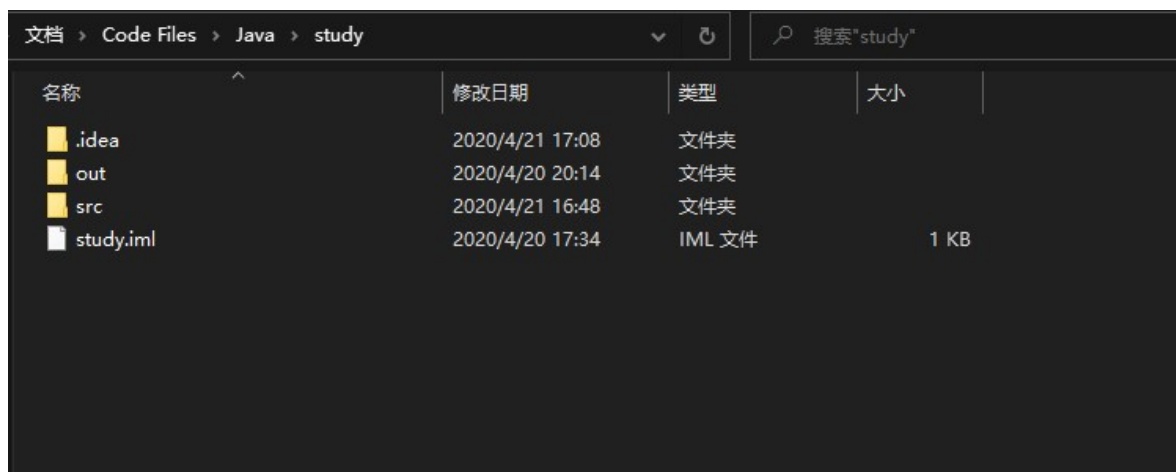 文档 › Code Files › Java › study 搜索"study"
名称 修改日期 类型 大小
.idea 2020/4/21 17:08 文件夹
out 2020/4/20 20:14 文件夹
src 2020/4/21 16:48 文件夹
study.iml 2020/4/20 17:34 IML 文件 1 KB